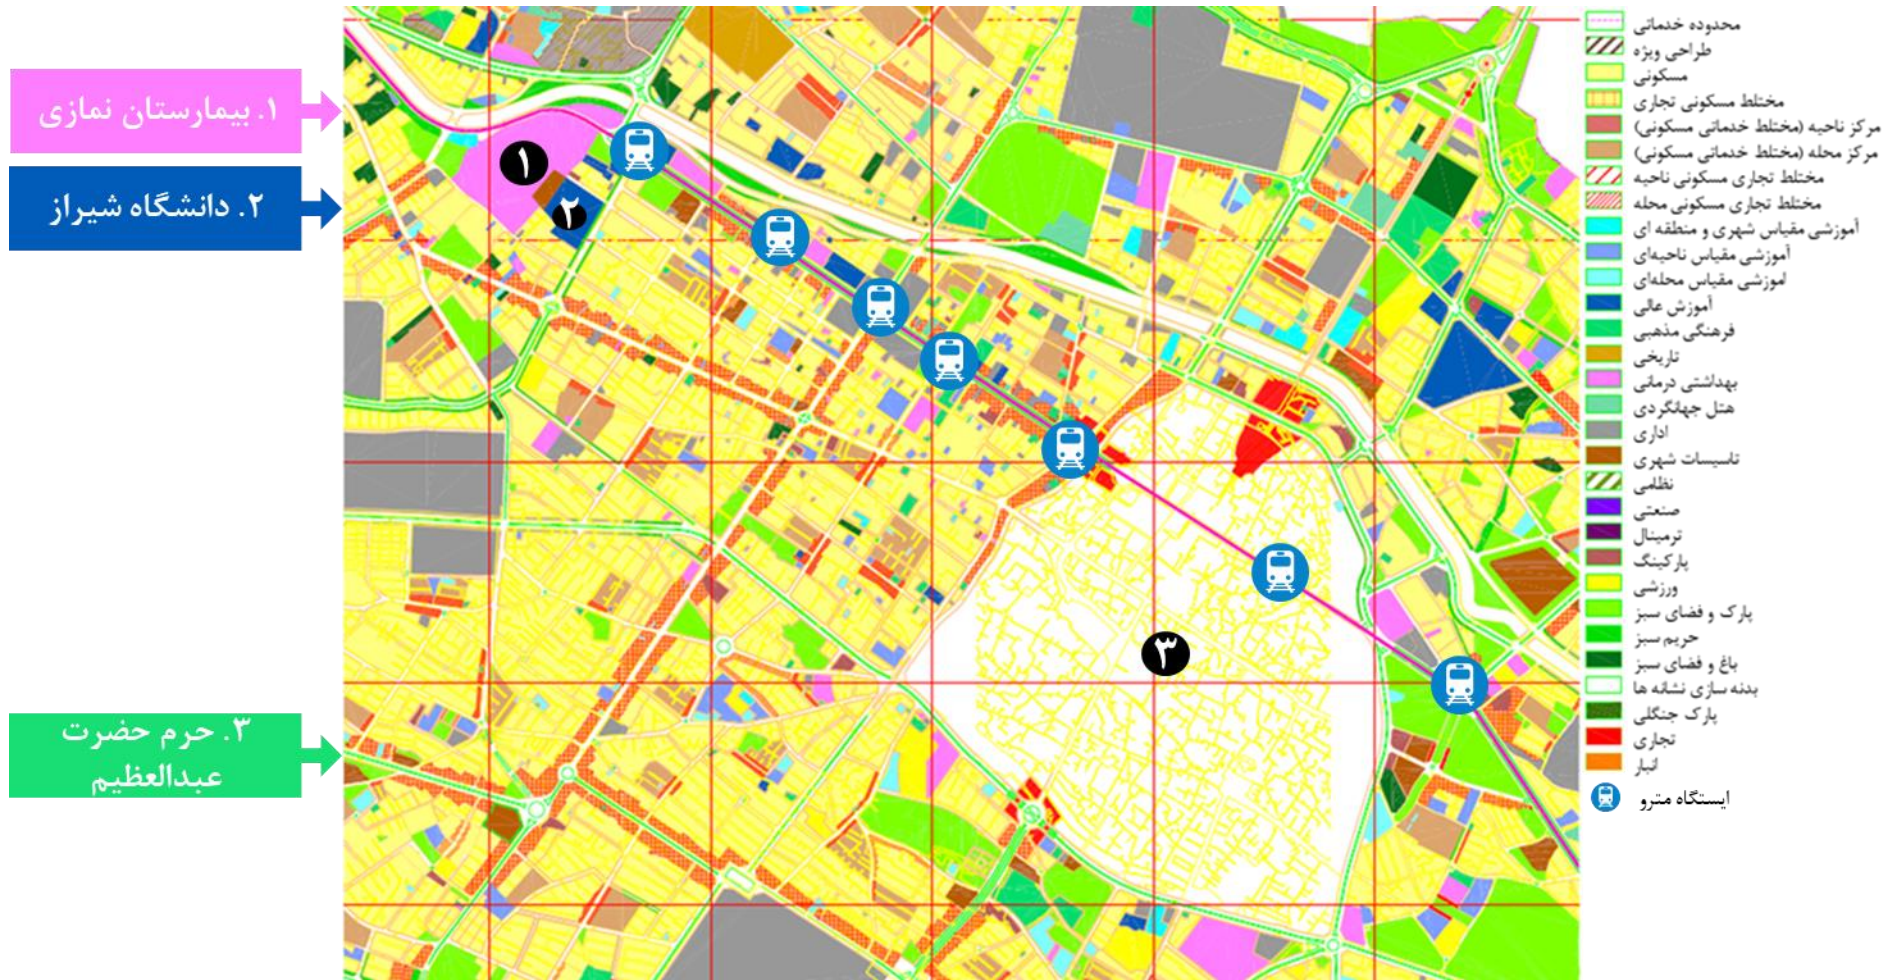 ۱. بیمارستان نمازی
۲. دانشگاه شیراز
۳. حرم حضرت
عبدالعظیم
۱
۲
۳
محدوده خدماتی
طراحی ویژه
مسکونی
مختلط مسکونی تجاری
مرکز ناحیه (مختلط خدماتی مسکونی)
مرکز محله (مختلط خدماتی مسکونی)
مختلط تجاری مسکونی ناحیه
مختلط تجاری مسکونی محله
آموزشی مقیاس شهری و منطقه ای
آموزشی مقیاس ناحیه‌ای
اموزشی مقیاس محله‌ای
آموزش عالی
فرهنگی مذهبی
تاریخی
بهداشتی درمانی
هتل جهانگردی
اداری
تاسیسات شهری
نظامی
صنعتی
ترمینال
پارکینگ
ورزشی
پارک و فضای سبز
حریم سبز
باغ و فضای سبز
بدنه سازی نشانه ها
پارک جنگلی
تجاری
انبار
ایستگاه مترو